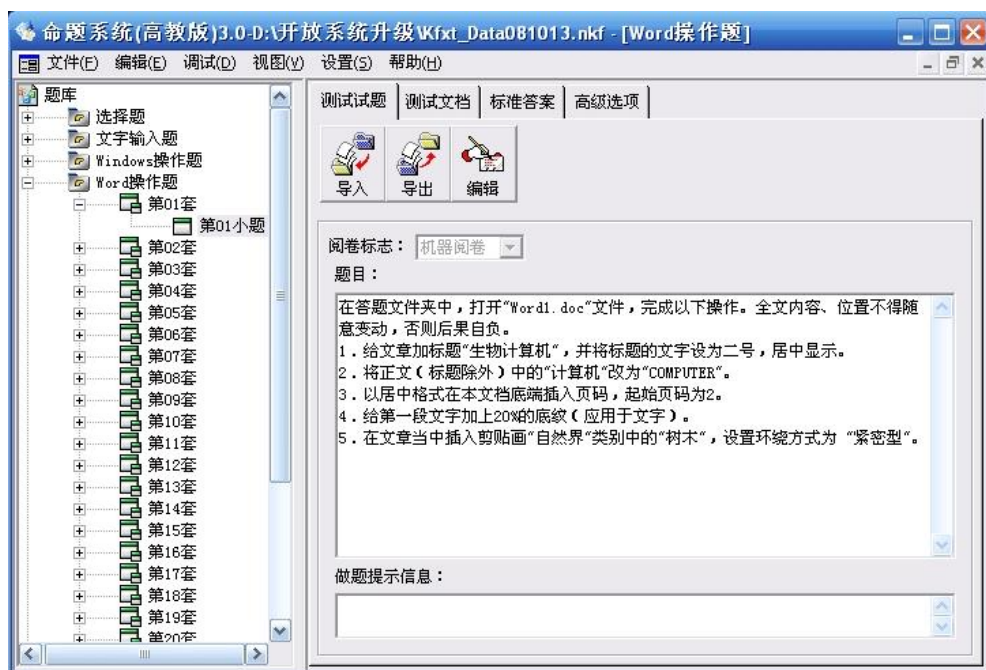 命题系统(高教版)3.0-D:\开放系统升级\Kfxt_Data081013.nkf - [Word操作题]
文件(F) 编辑(E) 调试(D) 视图(V) 设置(S) 帮助(H)
题库
选择题
文字输入题
Windows操作题
Word操作题
第01套
第01小题
第02套
第03套
第04套
第05套
第06套
第07套
第08套
第09套
第10套
第11套
第12套
第13套
第14套
第15套
第16套
第17套
第18套
第19套
第20套
测试试题 测试文档 标准答案 高级选项
导入 导出 编辑
阅卷标志: 机器阅卷
题目:
在答题文件夹中,打开"Word1.doc"文件,完成以下操作。全文内容、位置不得随
意变动,否则后果自负。
1.给文章加标题"生物计算机",并将标题的文字设为二号,居中显示。
2.将正文(标题除外)中的"计算机"改为"COMPUTER"。
3.以居中格式在本文档底端插入页码,起始页码为2。
4.给第一段文字加上20%的底纹(应用于文字)。
5.在文章当中插入剪贴画"自然界"类别中的"树木",设置环绕方式为 "紧密型"。
做题提示信息: